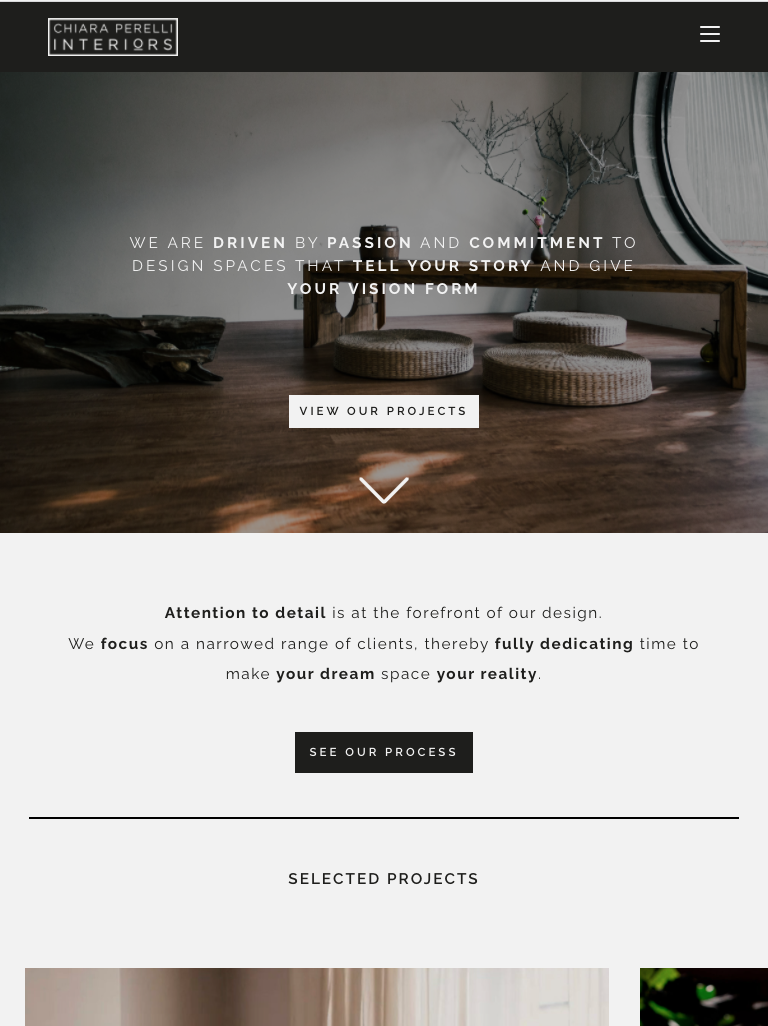 CHIARA PERELLI
INTERIORS
WE ARE DRIVEN BY PASSION AND COMMITMENT TO
DESIGN SPACES THAT TELL YOUR STORY AND GIVE
YOUR VISION FORM
VIEW OUR PROJECTS
Attention to detail is at the forefront of our design.
We focus on a narrowed range of clients, thereby fully dedicating time to
make your dream space your reality.
SEE OUR PROCESS
SELECTED PROJECTS